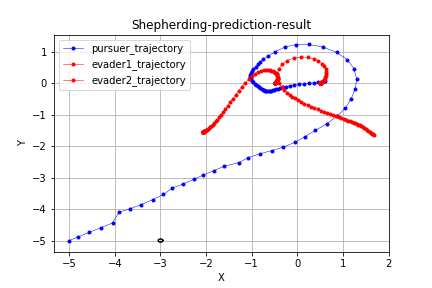 Shepherding-prediction-result
pursuer_trajectory
evader1_trajectory
evader2_trajectory
Y
1
0
−1
−2
−3
−4
−5
−5
−4
−3
−2
−1
0
1
2
X